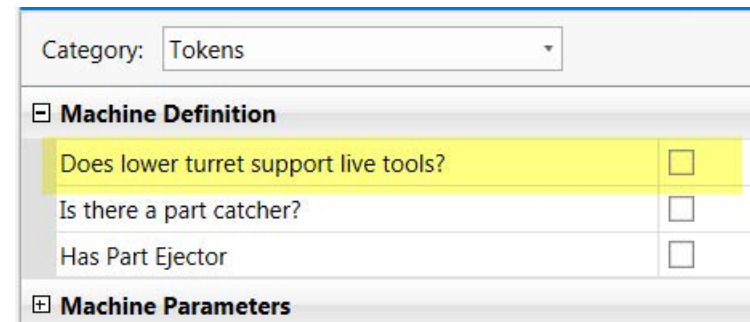 Category: Tokens
Machine Definition
Does lower turret support live tools?
Is there a part catcher?
Has Part Ejector
Machine Parameters